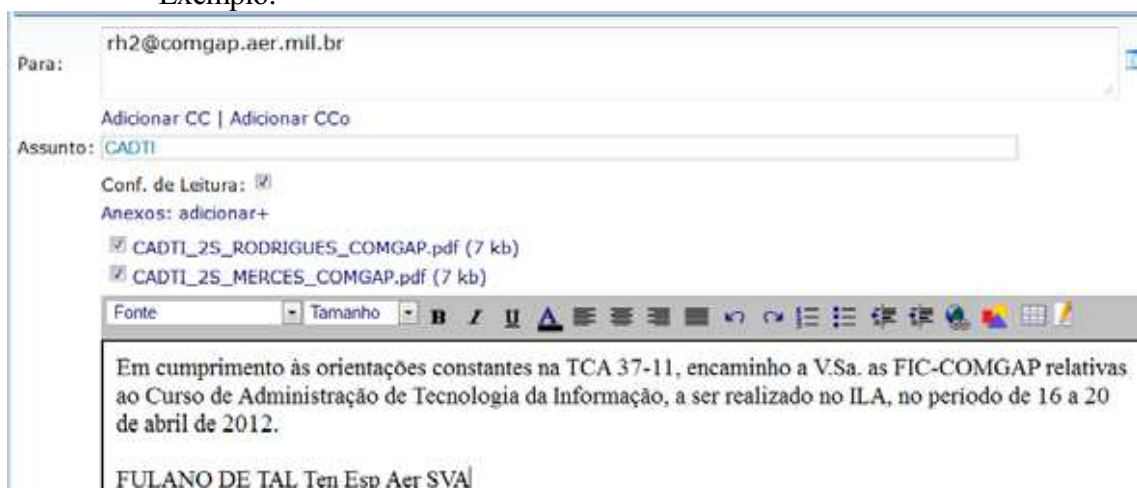 Exemplo:
rh2@comgap.aer.mil.br
Para:
Adicionar CC | Adicionar CCo
Assunto: CADTI
Conf. de Leitura:
Anexos: adicionar+
CADTI_2S_RODRIGUES_COMGAP.pdf (7 kb)
CADTI_2S_MERCES_COMGAP.pdf (7 kb)
Fonte Tamanho B I U A
Em cumprimento às orientações constantes na TCA 37-11, encaminho a V.Sa. as FIC-COMGAP relativas
ao Curso de Administração de Tecnologia da Informação, a ser realizado no ILA, no período de 16 a 20
de abril de 2012.
FULANO DE TAL Ten Esp Aer SVA